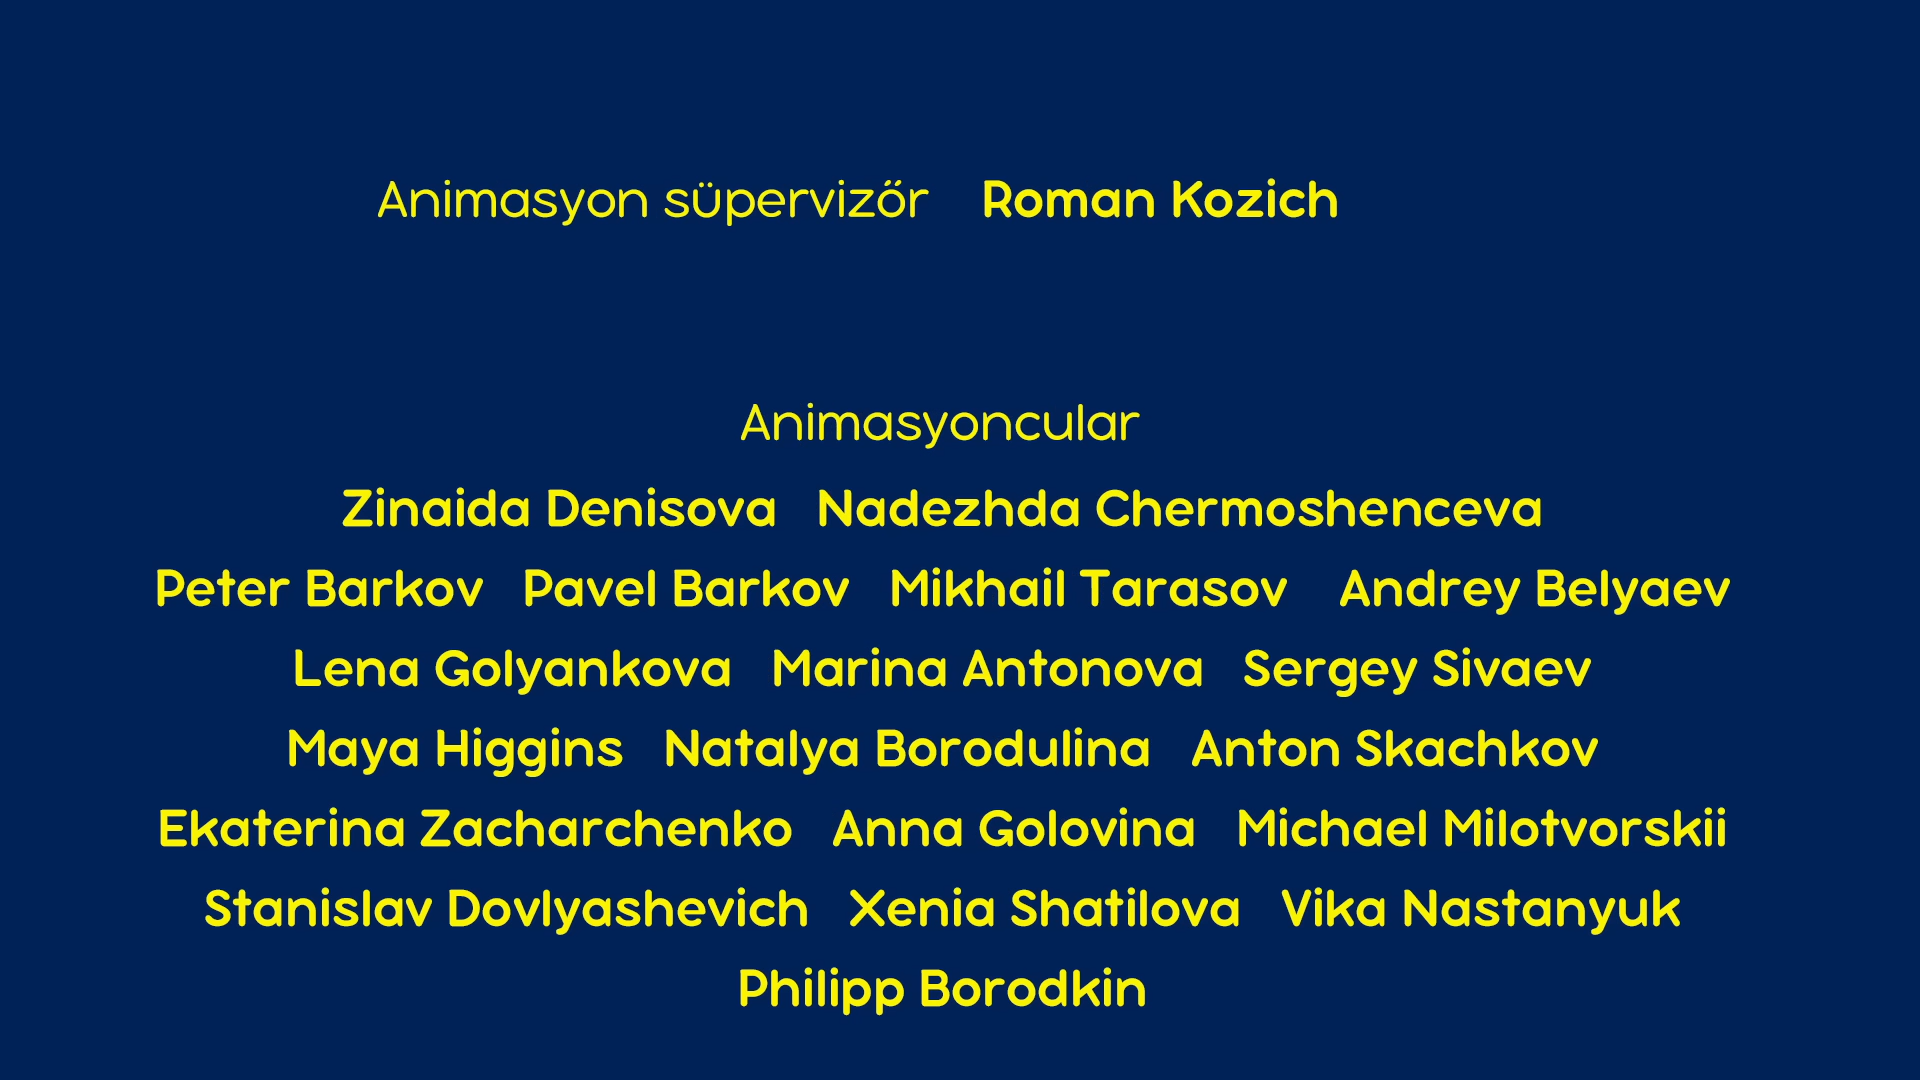 Animasyon süpervizőr Roman Kozich
Animasyoncular
Zinaida Denisova Nadezhda Chermoshenceva
Peter Barkov Pavel Barkov Mikhail Tarasov Andrey Belyaev
Lena Golyankova Marina Antonova Sergey Sivaev
Maya Higgins Natalya Borodulina Anton Skachkov
Ekaterina Zacharchenko Anna Golovina Michael Milotvorskii
Stanislav Dovlyashevich Xenia Shatilova Vika Nastanyuk
Philipp Borodkin